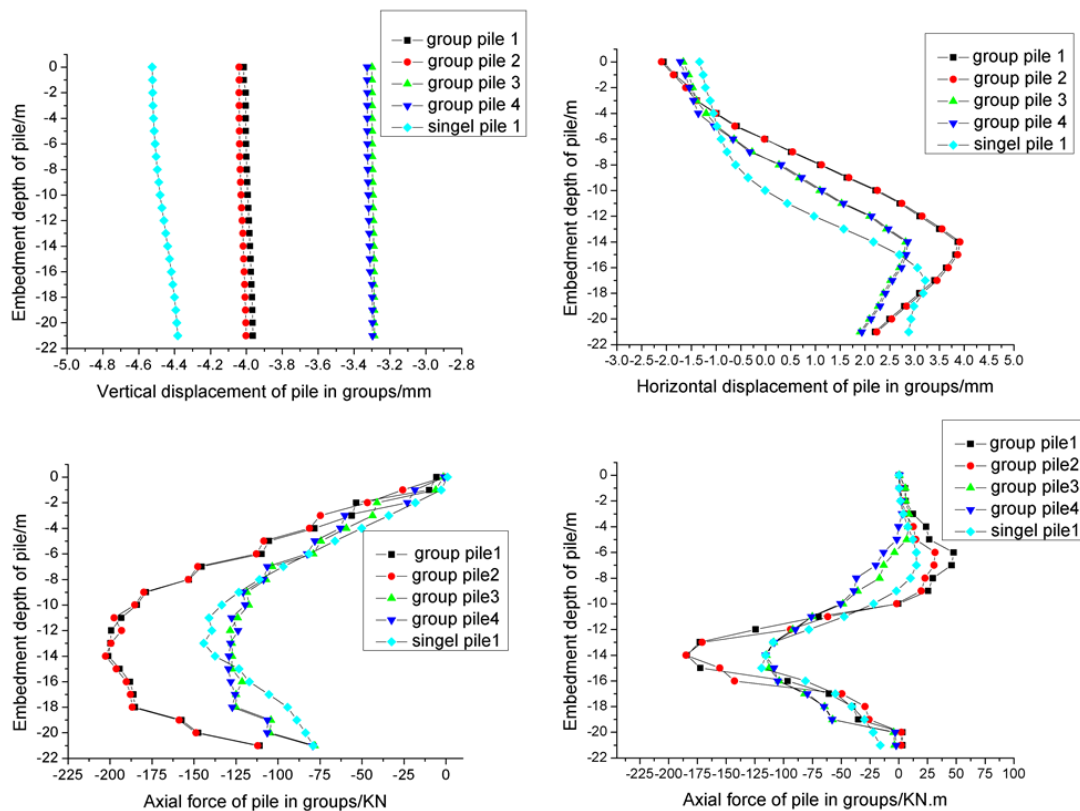 group pile 1
group pile 2
group pile 3
group pile 4
singel pile 1
0
-2
-4
-6
-8
-10
-12
-14
-16
-18
-20
-22
Embedment depth of pile/m
-5.0 -4.8 -4.6 -4.4 -4.2 -4.0 -3.8 -3.6 -3.4 -3.2 -3.0 -2.8
Vertical displacement of pile in groups/mm
group pile 1
group pile 2
group pile 3
group pile 4
singel pile 1
0
-2
-4
-6
-8
-10
-12
-14
-16
-18
-20
-22
Embedment depth of pile/m
-3.0 -2.5 -2.0 -1.5 -1.0 -0.5 0.0 0.5 1.0 1.5 2.0 2.5 3.0 3.5 4.0 4.5 5.0
Horizontal displacement of pile in groups/mm
group pile1
group pile2
group pile3
group pile4
singel pile1
0
-2
-4
-6
-8
-10
-12
-14
-16
-18
-20
-22
Embedment depth of pile/m
-225 -200 -175 -150 -125 -100 -75 -50 -25 0
Axial force of pile in groups/KN
group pile1
group pile2
group pile3
group pile4
singel pile1
0
-2
-4
-6
-8
-10
-12
-14
-16
-18
-20
-22
Embedment depth of pile/m
-225 -200 -175 -150 -125 -100 -75 -50 -25 0 25 50 75 100
Axial force of pile in groups/KN.m